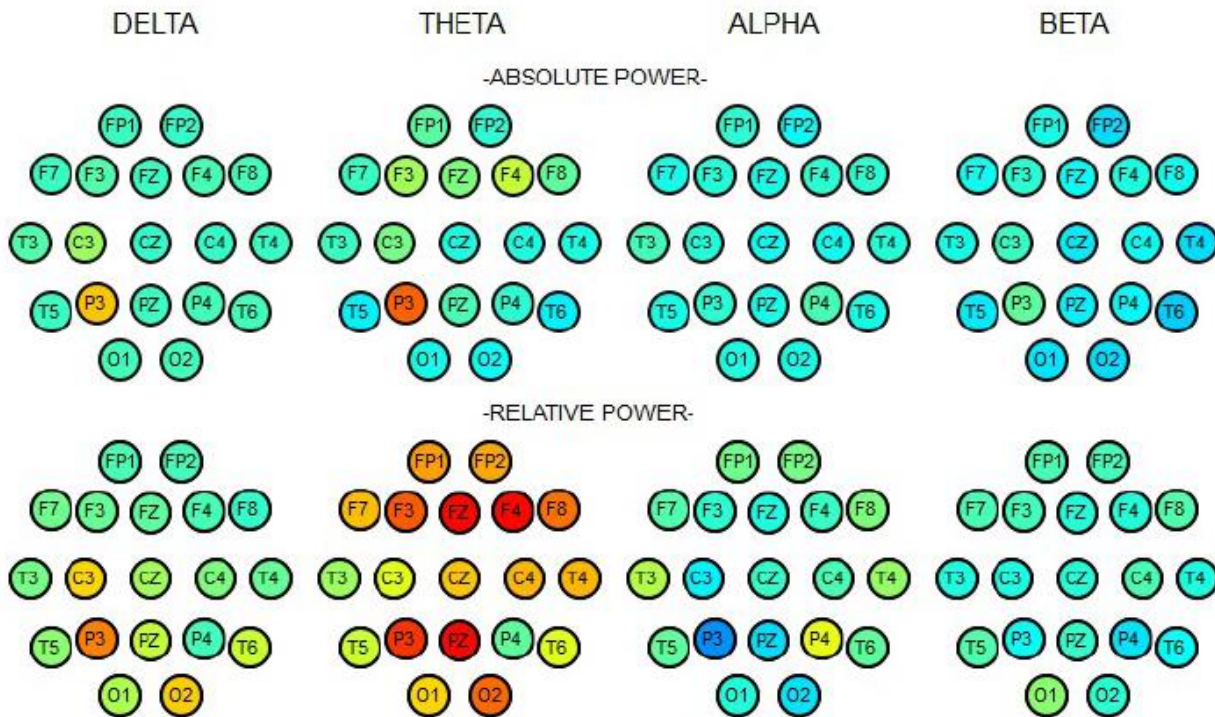 DELTA THETA ALPHA BETA
-ABSOLUTE POWER-
FP1 FP2 FP1 FP2 FP1 FP2 FP1 FP2
F7 F3 FZ F4 F8 F7 F3 FZ F4 F8 F7 F3 FZ F4 F8 F7 F3 FZ F4 F8
T3 C3 CZ C4 T4 T3 C3 CZ C4 T4 T3 C3 CZ C4 T4 T3 C3 CZ C4 T4
T5 P3 PZ P4 T6 T5 P3 PZ P4 T6 T5 P3 PZ P4 T6 T5 P3 PZ P4 T6
O1 O2 O1 O2 O1 O2 O1 O2
-RELATIVE POWER-
FP1 FP2 FP1 FP2 FP1 FP2 FP1 FP2
F7 F3 FZ F4 F8 F7 F3 FZ F4 F8 F7 F3 FZ F4 F8 F7 F3 FZ F4 F8
T3 C3 CZ C4 T4 T3 C3 CZ C4 T4 T3 C3 CZ C4 T4 T3 C3 CZ C4 T4
T5 P3 PZ P4 T6 T5 P3 PZ P4 T6 T5 P3 PZ P4 T6 T5 P3 PZ P4 T6
O1 O2 O1 O2 O1 O2 O1 O2